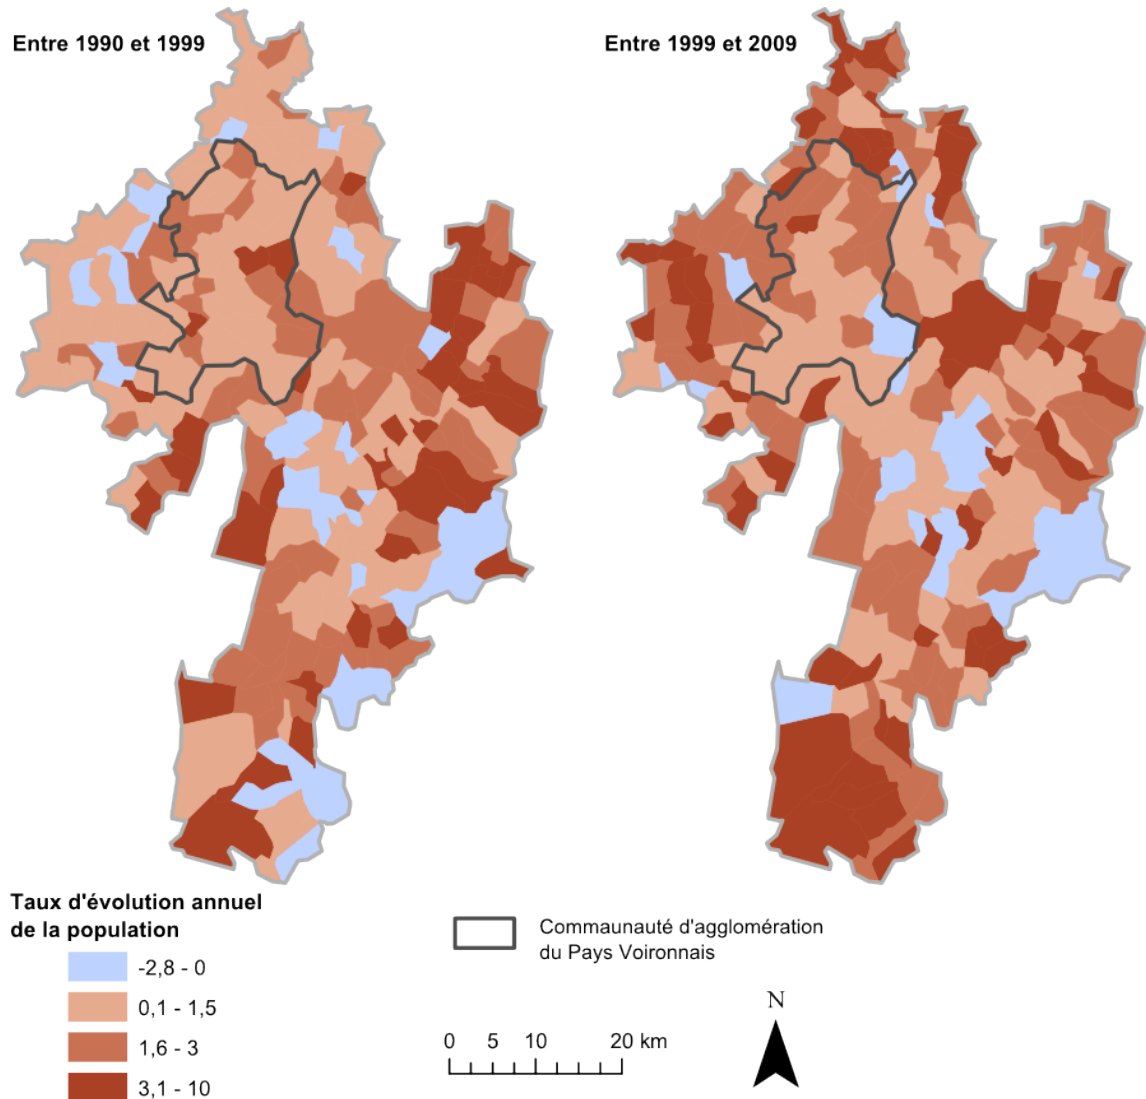 Entre 1990 et 1999
Entre 1999 et 2009
Taux d'évolution annuel
de la population
-2,8 - 0
0,1 - 1,5
1,6 - 3
3,1 - 10
Commaunauté d'agglomération
du Pays Voironnais
0 5 10 20 km
N